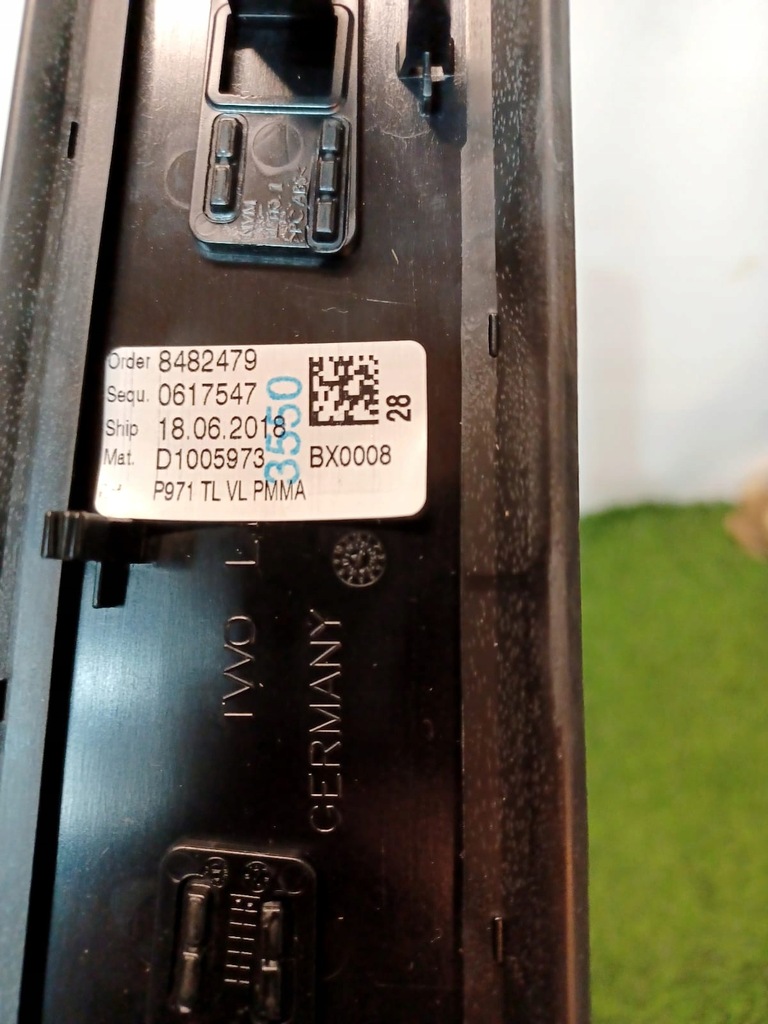 Order 8482479
Sequ. 0617547
Ship 18.06.2018
Mat. D1005973 BX0008
P971 TL VL PMMA
3550
28
GERMANY